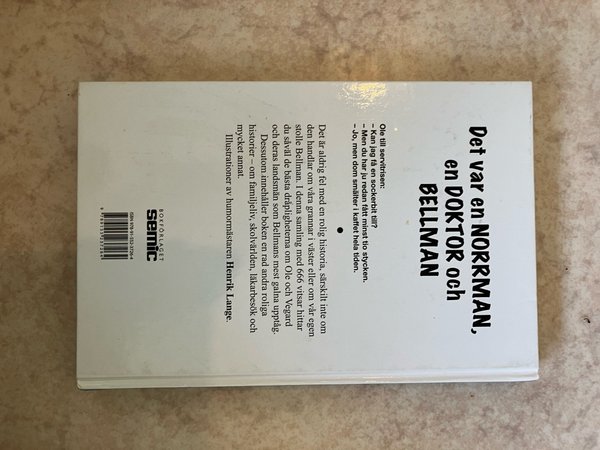 Det var en NORRMAN,
en DOKTOR och
BELLMAN
Ole till servitrisen:
– Kan jag få en sockerbit till?
– Men du har ju redan fått minst tio stycken.
– Jo, men dom smälter i kaffet hela tiden.
Det är aldrig fel med en rolig historia, särskilt inte om
den handlar om våra grannar i väster eller om vår egen
stolle Bellman. I denna samling med 666 vitsar hittar
du såväl de bästa dråpligheterna om Ole och Vegard
och deras landsmän som Bellmans mest galna upptåg.
Dessutom innehåller boken en rad andra roliga
historier – om familjeliv, skolvärlden, läkarbesök och
mycket annat.
Illustrationer av humormästaren Henrik Lange.
BOKFÖRLAGET
semic